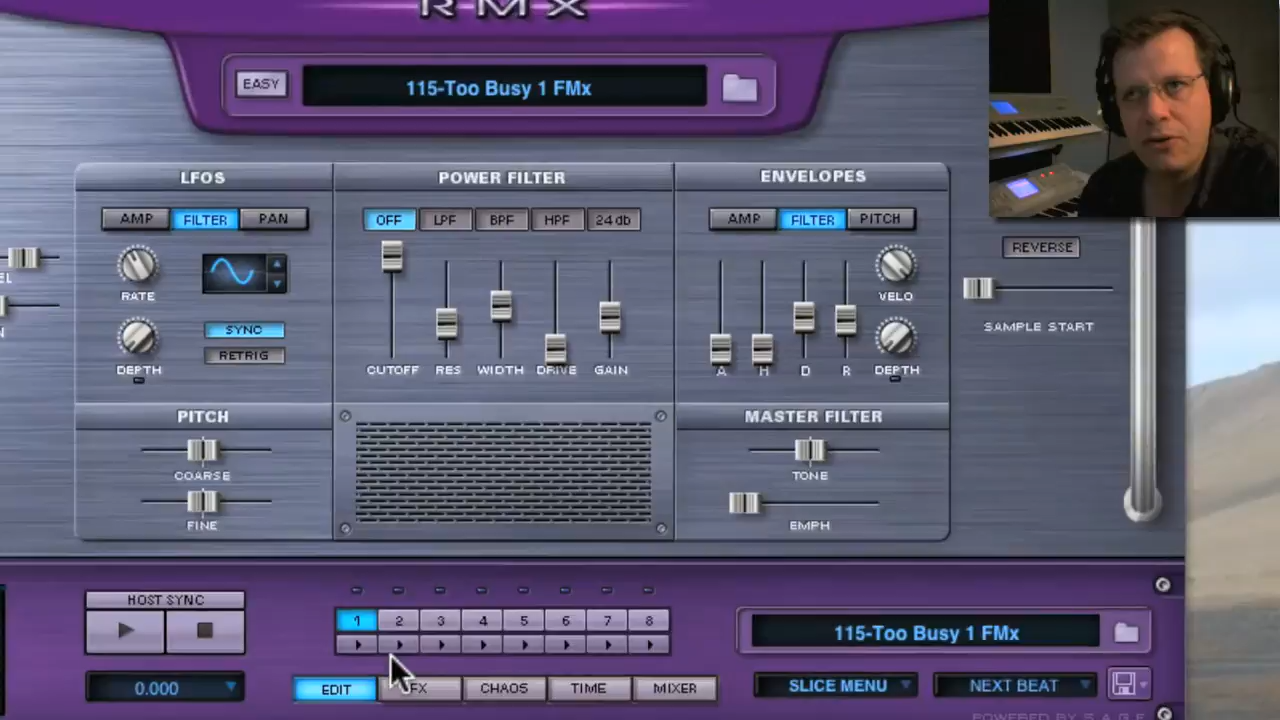 RMX
EASY
115-Too Busy 1 FMx
LFOS
POWER FILTER
ENVELOPES
AMP FILTER PAN
OFF LPF BPF HPF 24 db
AMP FILTER PITCH
REVERSE
RATE
VELO
SYNC
SAMPLE START
RETRIG
DEPTH
CUTOFF RES WIDTH DRIVE GAIN
A H D R DEPTH
PITCH
MASTER FILTER
COARSE
TONE
FINE
EMPH
HOST SYNC
1 2 3 4 5 6 7 8
115-Too Busy 1 FMx
0.000
EDIT FX CHAOS TIME MIXER
SLICE MENU
NEXT BEAT
POWERED BY S.A.G.E